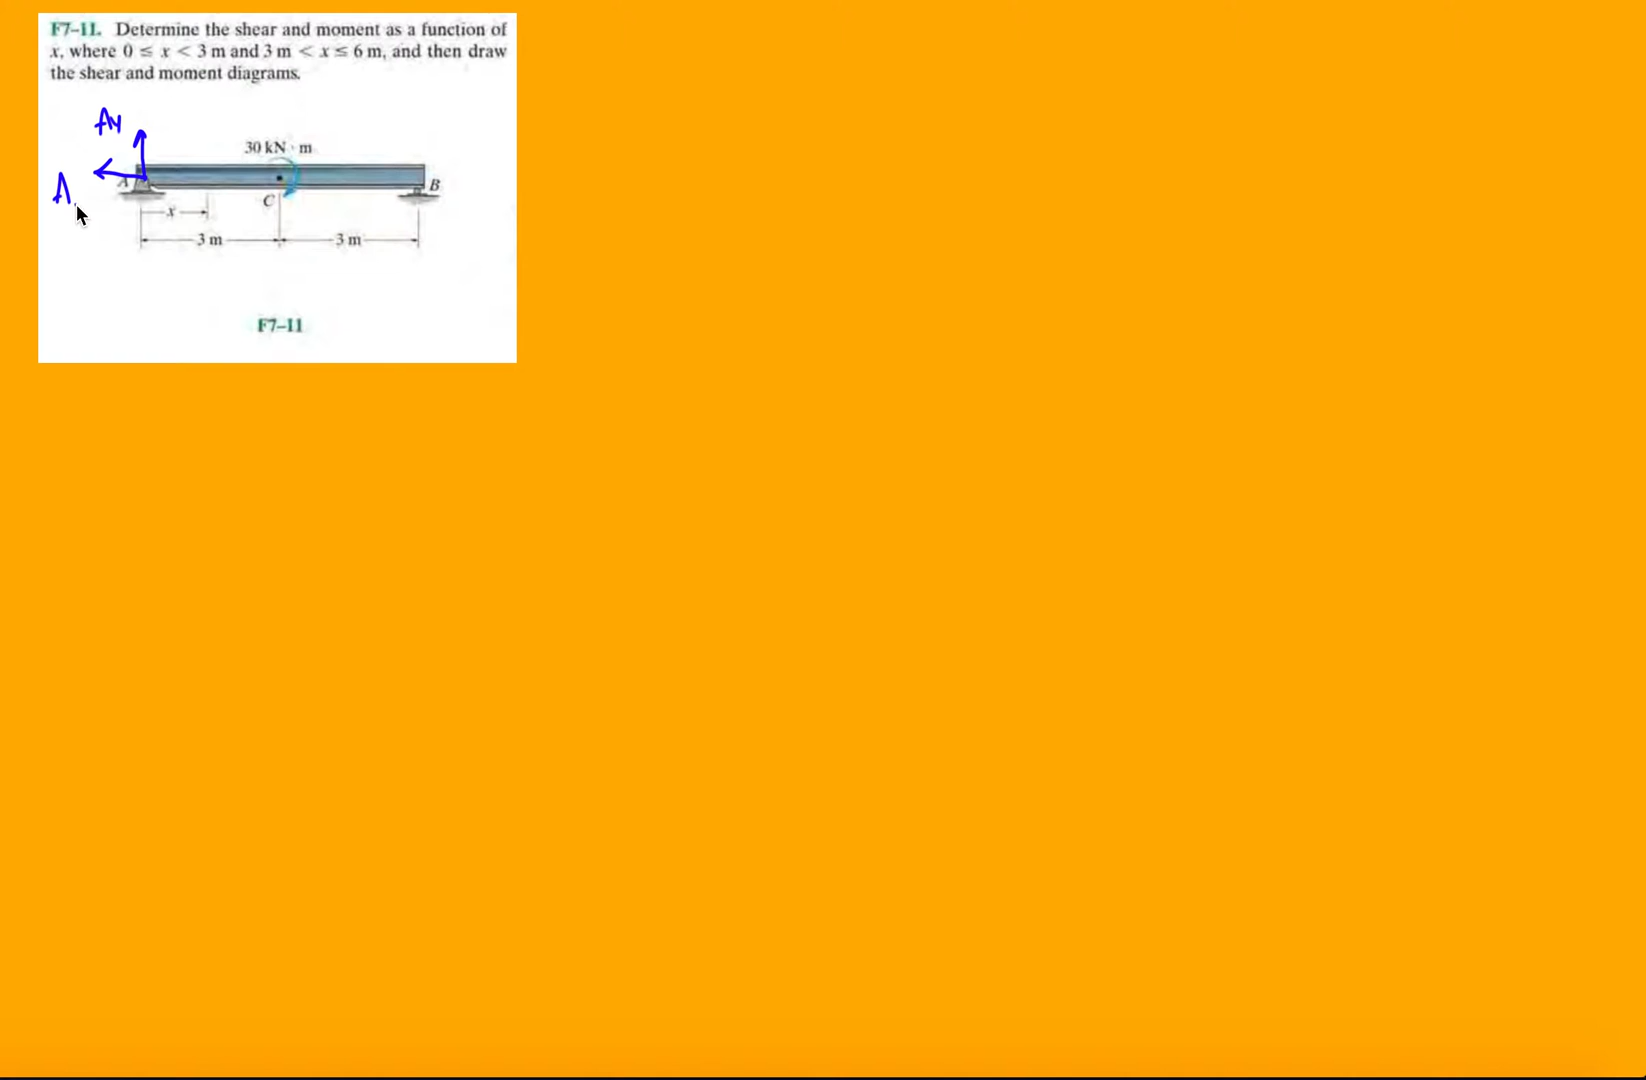 F7–11. Determine the shear and moment as a function of
x, where 0 ≤ x < 3 m and 3 m < x ≤ 6 m, and then draw
the shear and moment diagrams.
Ay
30 kN · m
A
A
B
C
x
3 m
3 m
F7–11